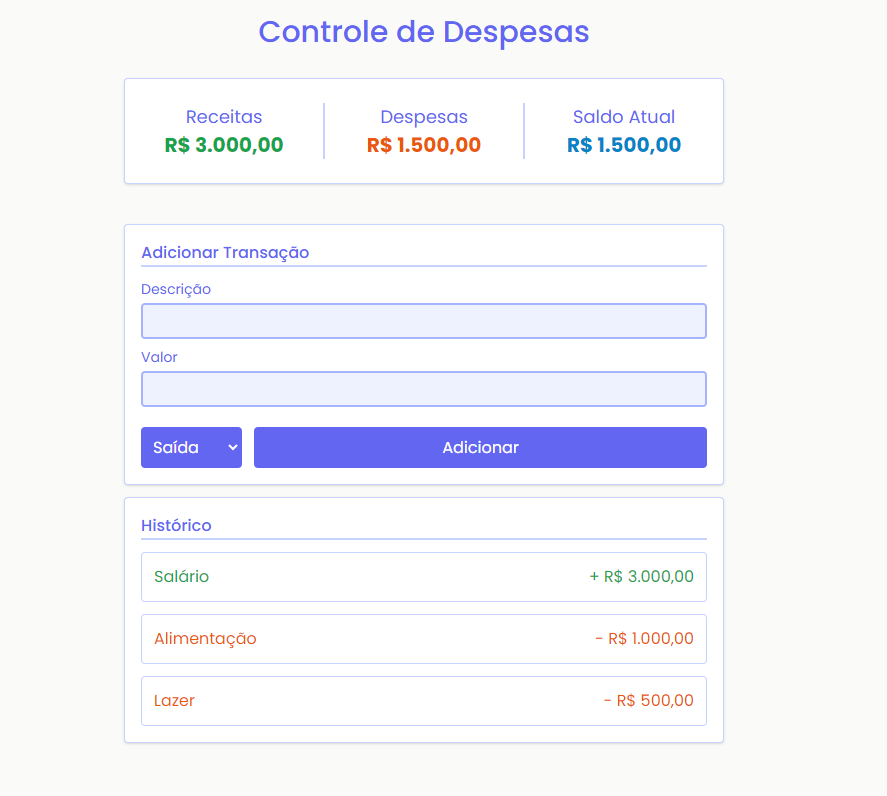 Controle de Despesas
Receitas Despesas Saldo Atual
R$ 3.000,00 R$ 1.500,00 R$ 1.500,00
Adicionar Transação
Descrição
Valor
Saída Adicionar
Histórico
Salário + R$ 3.000,00
Alimentação - R$ 1.000,00
Lazer - R$ 500,00